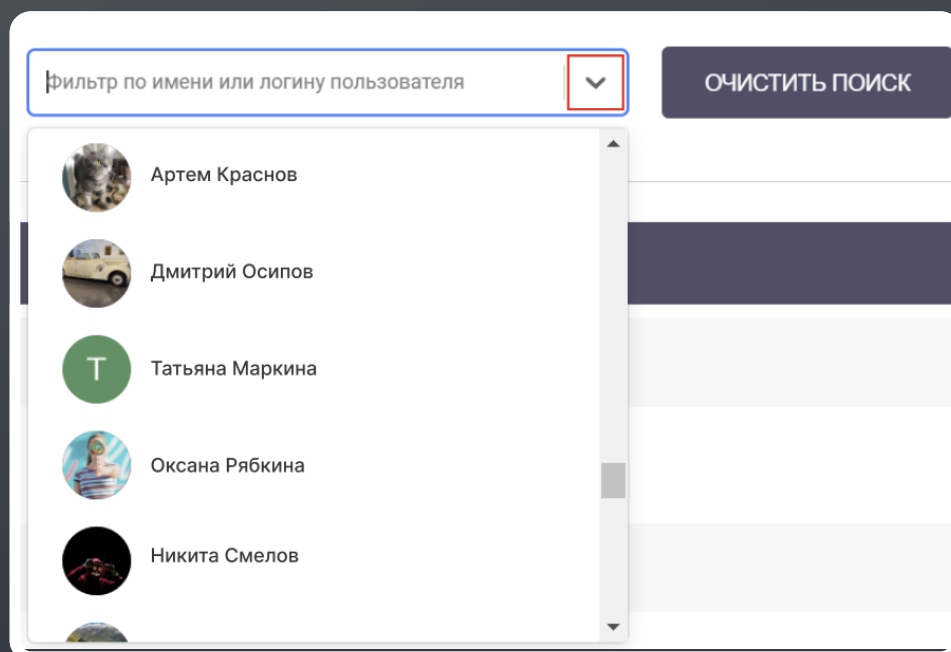 Фильтр по имени или логину пользователя
ОЧИСТИТЬ ПОИСК
Артем Краснов
Дмитрий Осипов
Т
Татьяна Маркина
Оксана Рябкина
Никита Смелов